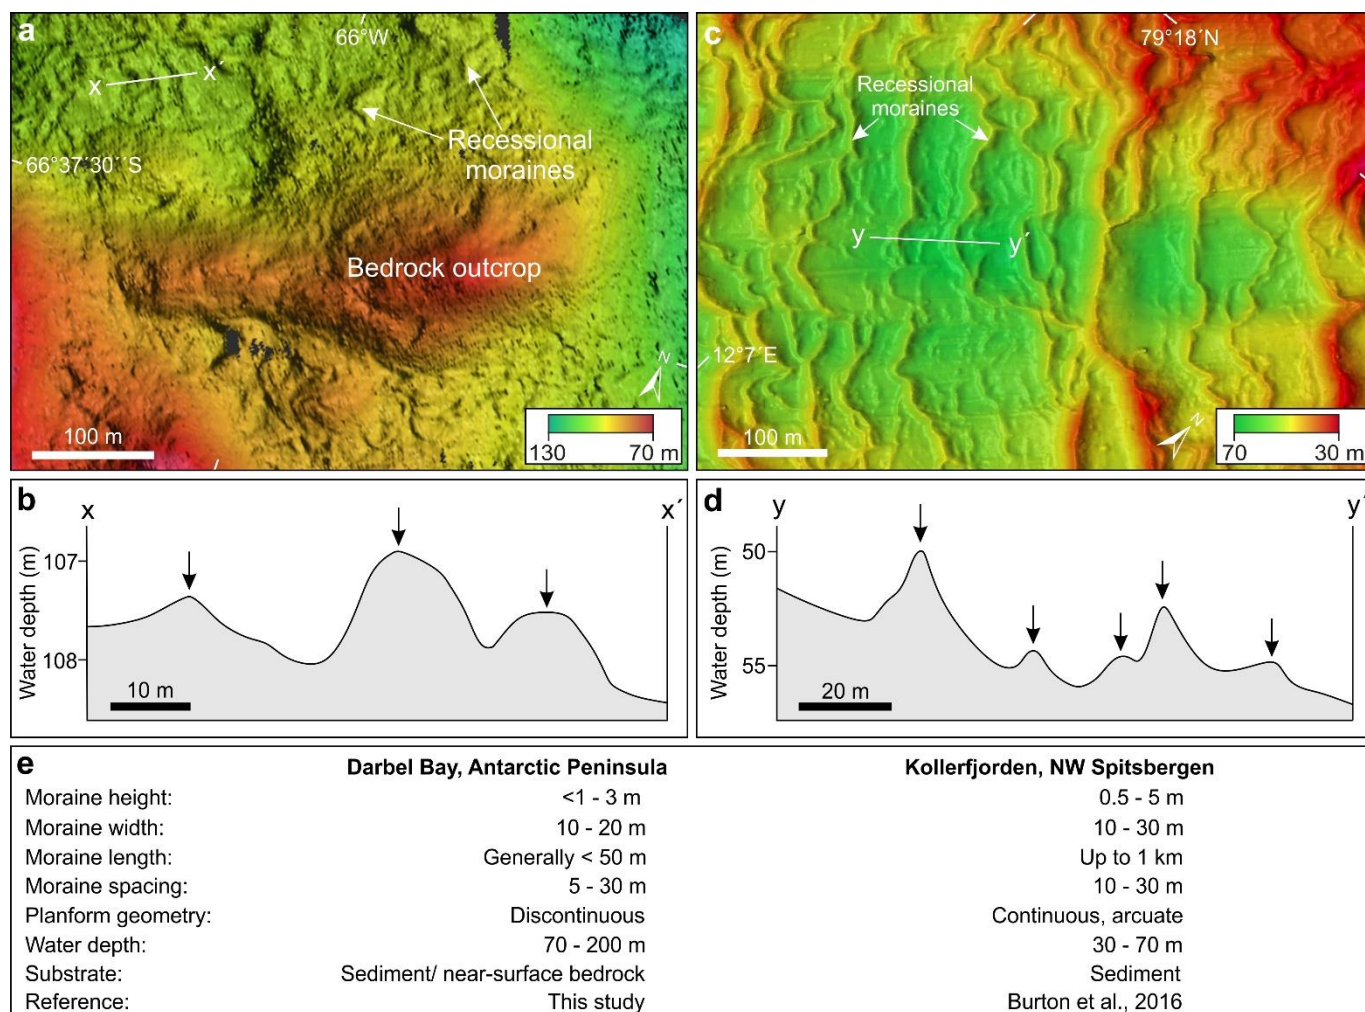 a
66°W
x x´
Recessional
moraines
66°37´30´´S
Bedrock outcrop
N
100 m
130 70 m
c
79°18´N
Recessional
moraines
y y´
12°7´E
N
100 m
70 30 m
b
x x´
Water depth (m)
107
108
10 m
d
y y´
Water depth (m)
50
55
20 m
e
Darbel Bay, Antarctic Peninsula Kollerfjorden, NW Spitsbergen
Moraine height: <1 - 3 m 0.5 - 5 m
Moraine width: 10 - 20 m 10 - 30 m
Moraine length: Generally < 50 m Up to 1 km
Moraine spacing: 5 - 30 m 10 - 30 m
Planform geometry: Discontinuous Continuous, arcuate
Water depth: 70 - 200 m 30 - 70 m
Substrate: Sediment/ near-surface bedrock Sediment
Reference: This study Burton et al., 2016